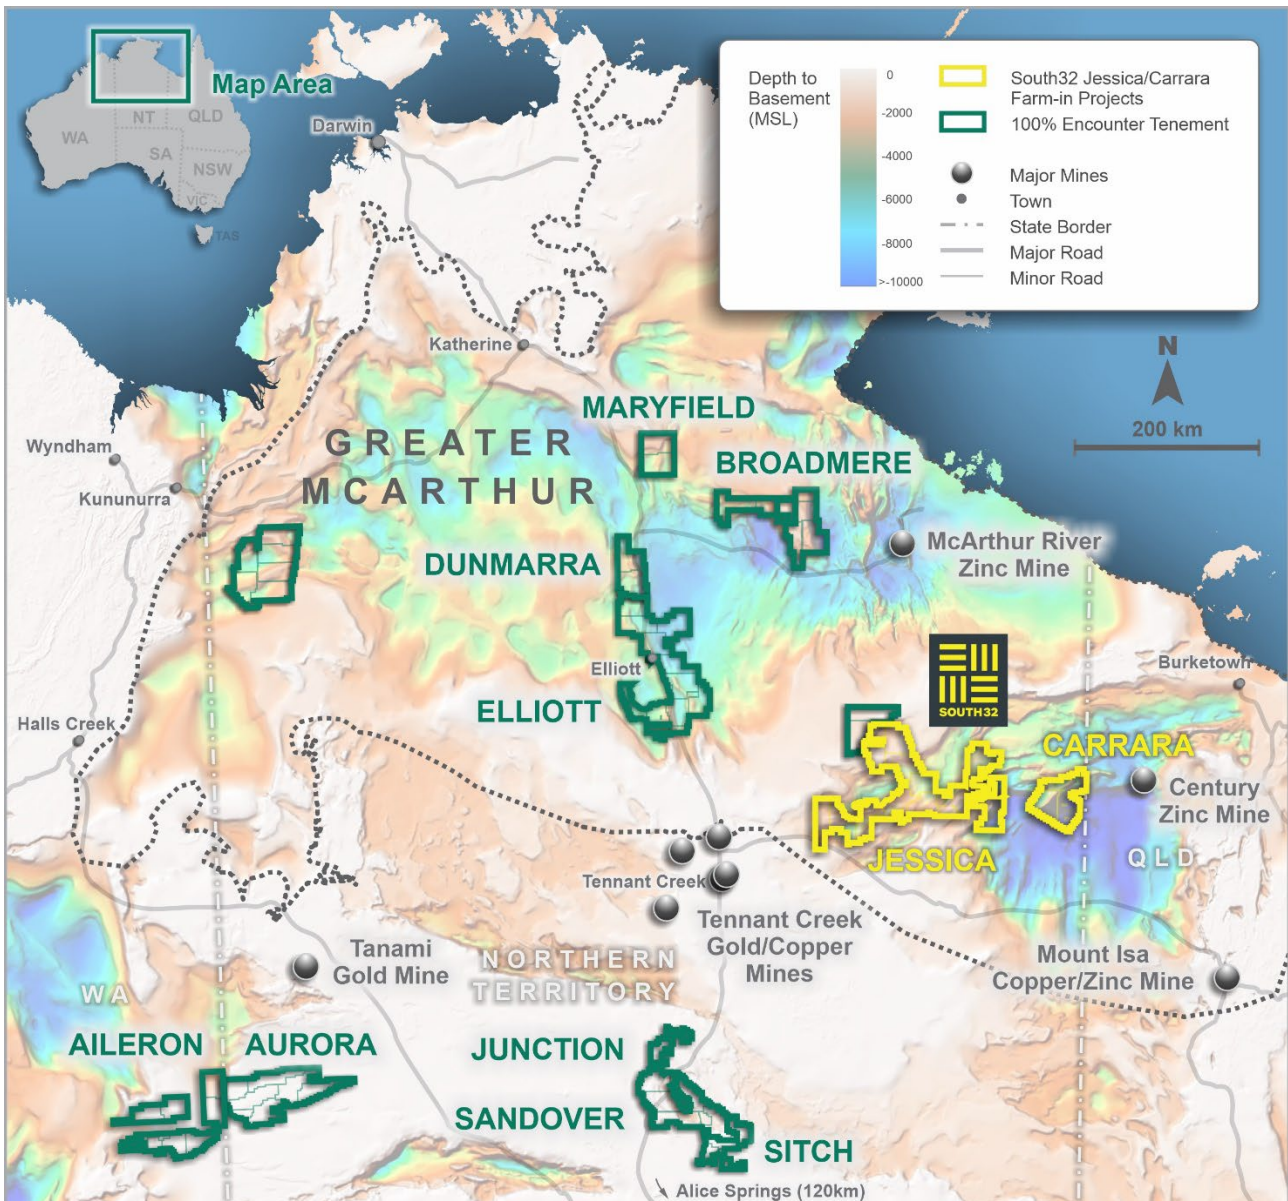 Map Area
WA
NT
QLD
SA
NSW
VIC
TAS
Depth to
Basement
(MSL)
0
-2000
-4000
-6000
-8000
>-10000
South32 Jessica/Carrara
Farm-in Projects
100% Encounter Tenement
Major Mines
Town
State Border
Major Road
Minor Road
Darwin
N
200 km
Katherine
MARYFIELD
GREATER
MCARTHUR
BROADMERE
Wyndham
Kununurra
DUNMARRA
McArthur River
Zinc Mine
Elliott
ELLIOTT
SOUTH32
Burketown
Halls Creek
CARRARA
Century
Zinc Mine
JESSICA
QLD
Tennant Creek
Tennant Creek
Gold/Copper
Mines
Tanami
Gold Mine
NORTHERN
TERRITORY
Mount Isa
Copper/Zinc Mine
WA
AILERON
AURORA
JUNCTION
SANDOVER
SITCH
Alice Springs (120km)